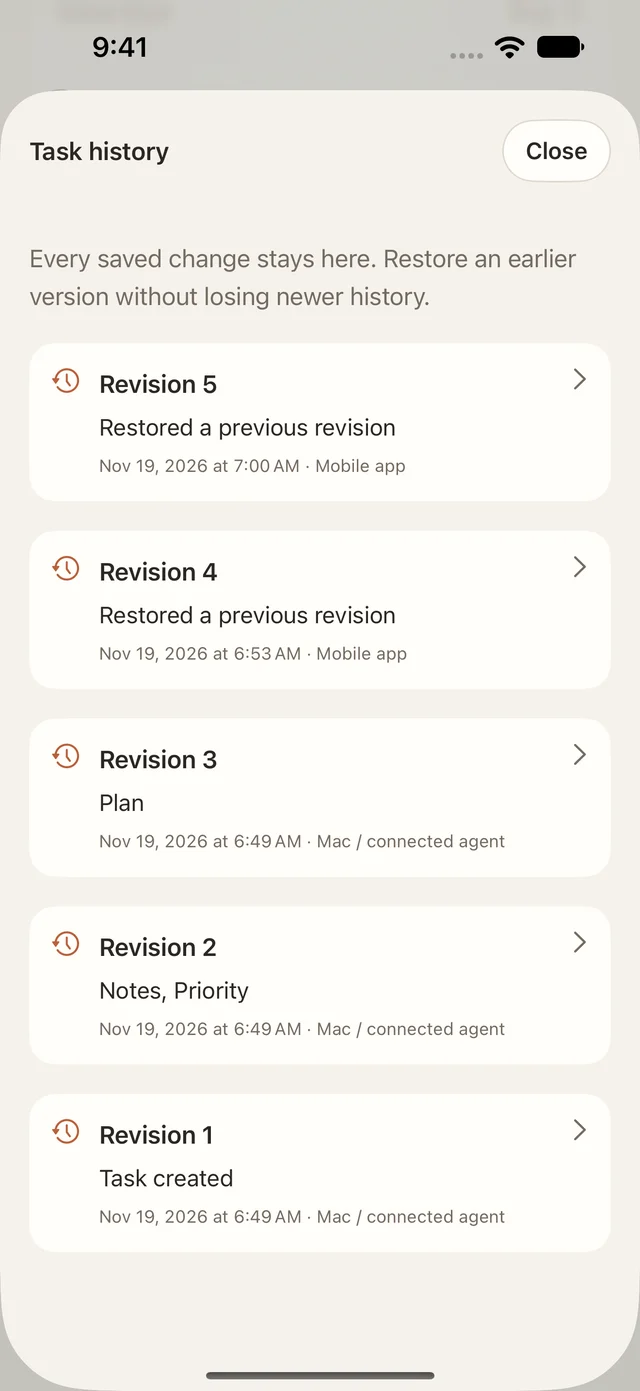 9:41
Task history
Close
Every saved change stays here. Restore an earlier
version without losing newer history.
Revision 5
Restored a previous revision
Nov 19, 2026 at 7:00 AM · Mobile app
Revision 4
Restored a previous revision
Nov 19, 2026 at 6:53 AM · Mobile app
Revision 3
Plan
Nov 19, 2026 at 6:49 AM · Mac / connected agent
Revision 2
Notes, Priority
Nov 19, 2026 at 6:49 AM · Mac / connected agent
Revision 1
Task created
Nov 19, 2026 at 6:49 AM · Mac / connected agent